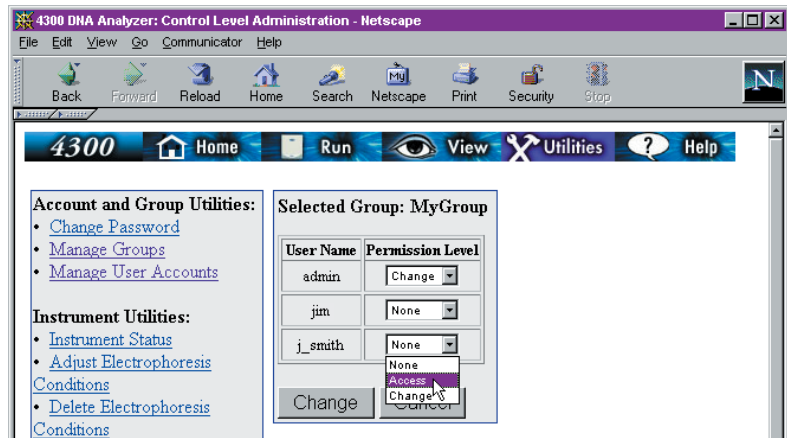 4300 DNA Analyzer: Control Level Administration - Netscape
File Edit View Go Communicator Help
Back Forward Reload Home Search Netscape Print Security Stop
My
N
4300 Home Run View Utilities ? Help
Account and Group Utilities:
• Change Password
• Manage Groups
• Manage User Accounts
Instrument Utilities:
• Instrument Status
• Adjust Electrophoresis
Conditions
• Delete Electrophoresis
Conditions
Selected Group: MyGroup
User Name Permission Level
admin Change
jim None
j_smith None
None
Access
Change
Change Cancel